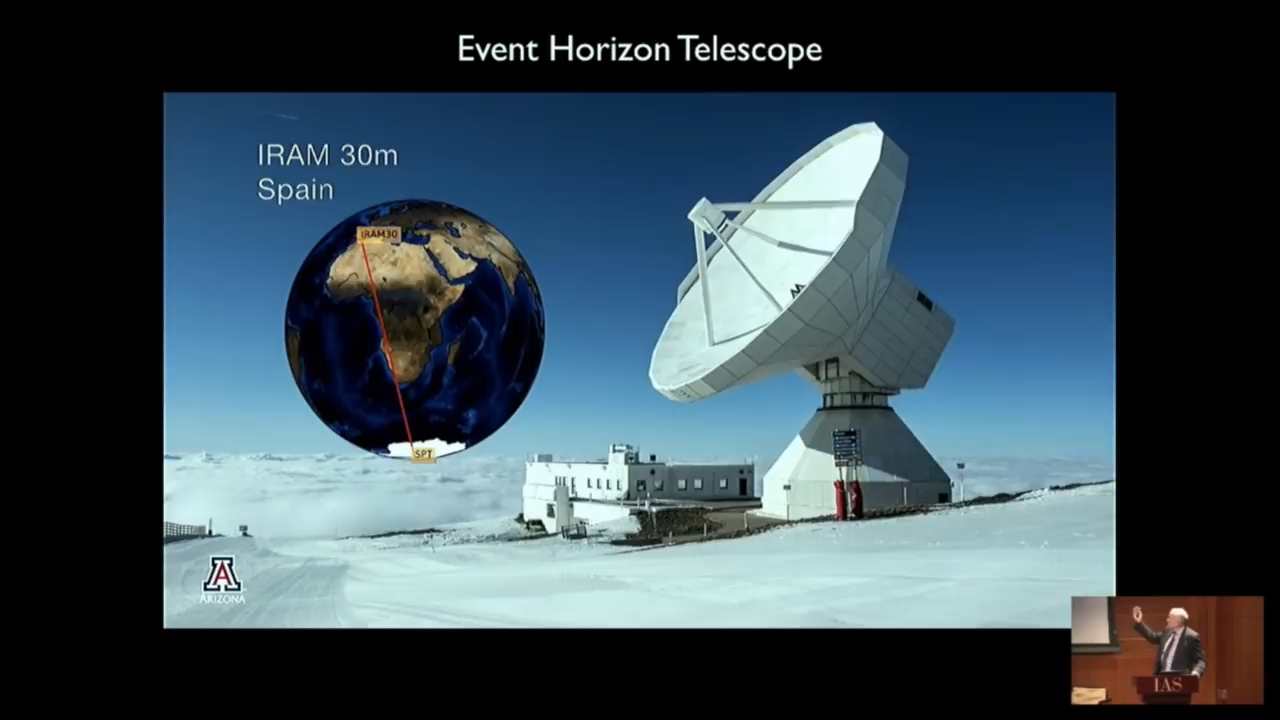 Event Horizon Telescope
IRAM 30m
Spain
IRAM30
SPT
A
ARIZONA
IAS